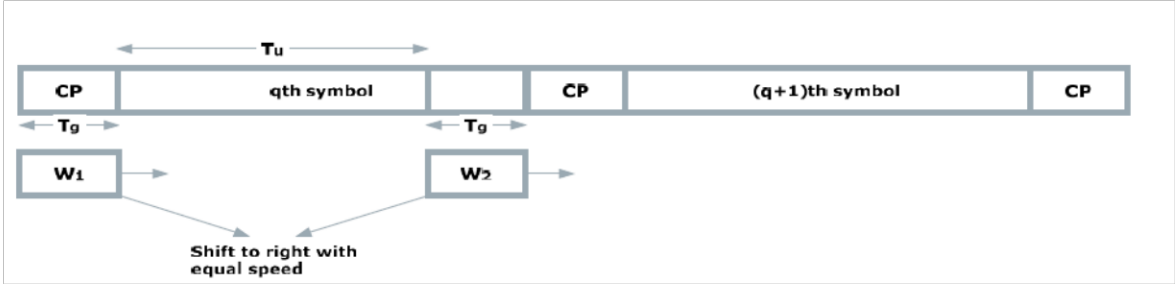 Tu
CP
qth symbol
CP
(q+1)th symbol
CP
Tg
Tg
W1
W2
Shift to right with
equal speed